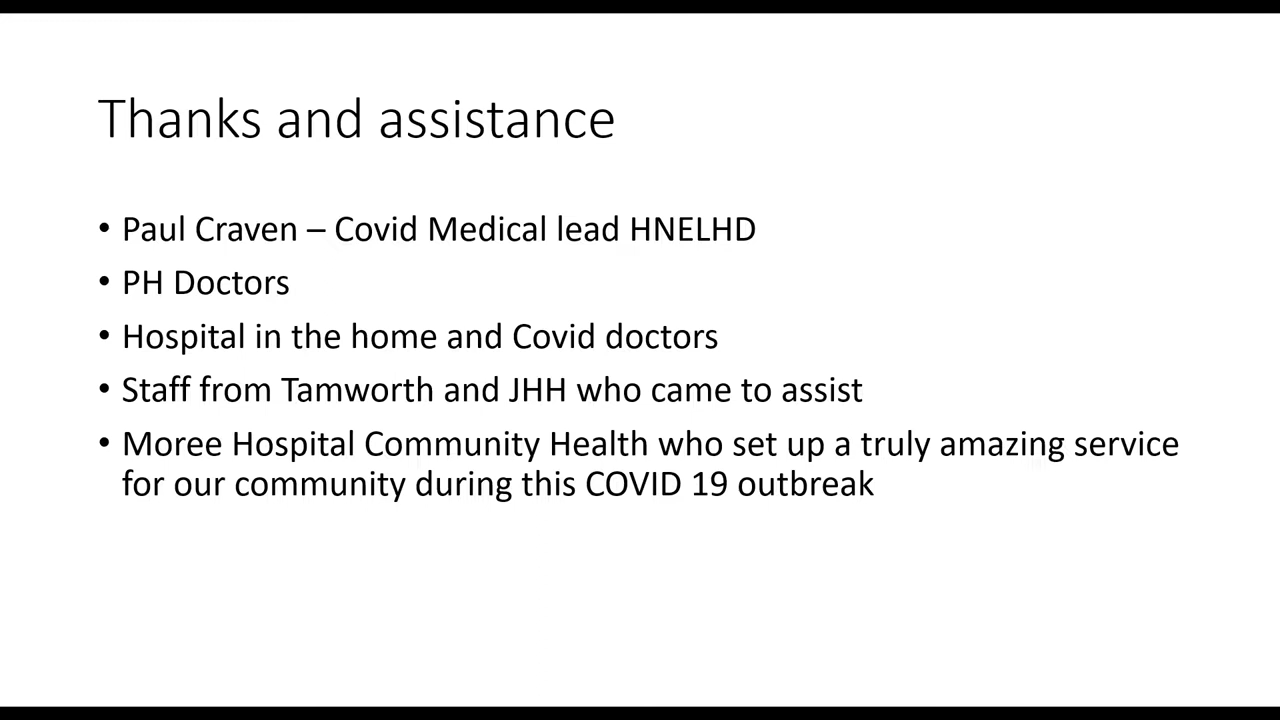 Thanks and assistance
• Paul Craven – Covid Medical lead HNELHD
• PH Doctors
• Hospital in the home and Covid doctors
• Staff from Tamworth and JHH who came to assist
• Moree Hospital Community Health who set up a truly amazing service
for our community during this COVID 19 outbreak